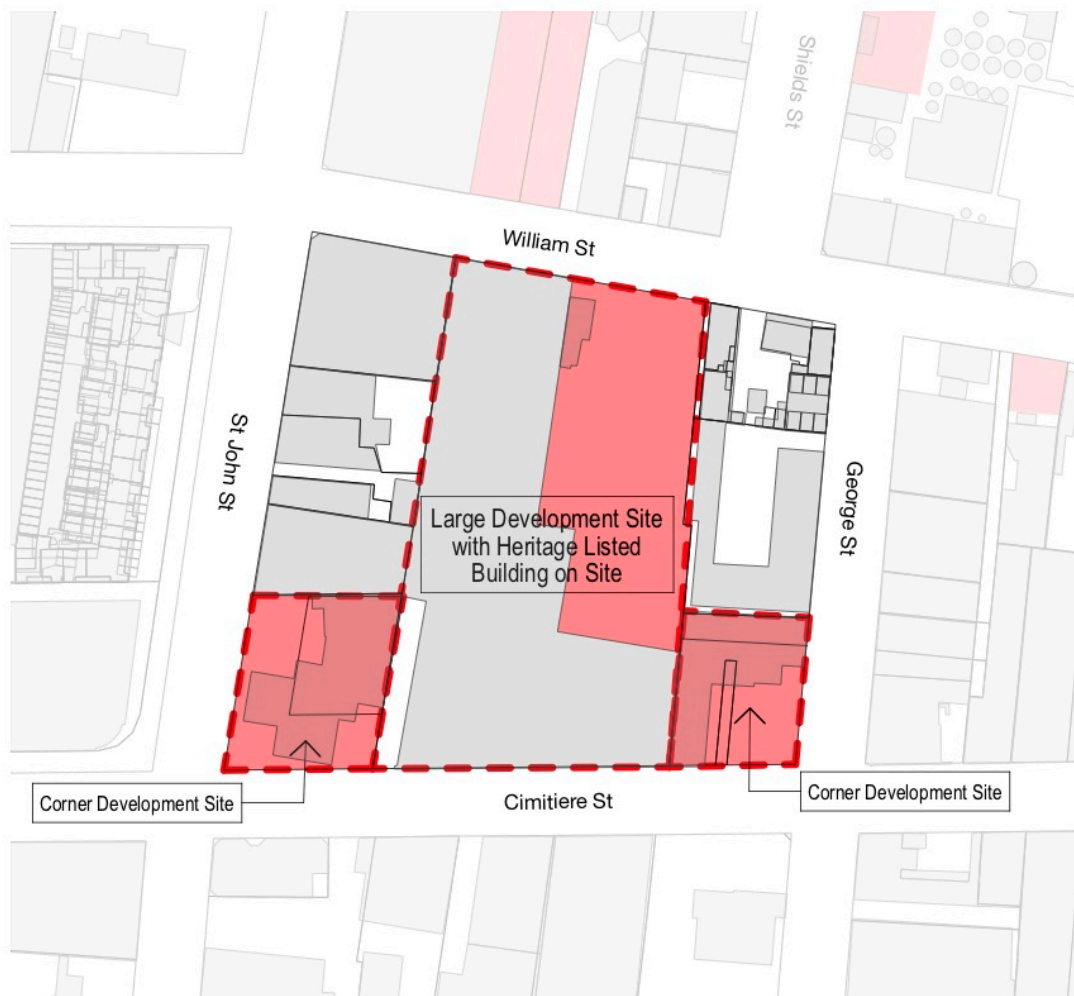 Shields St
William St
St John St
Large Development Site
with Heritage Listed
Building on Site
George St
Corner Development Site
Cimitiere St
Corner Development Site